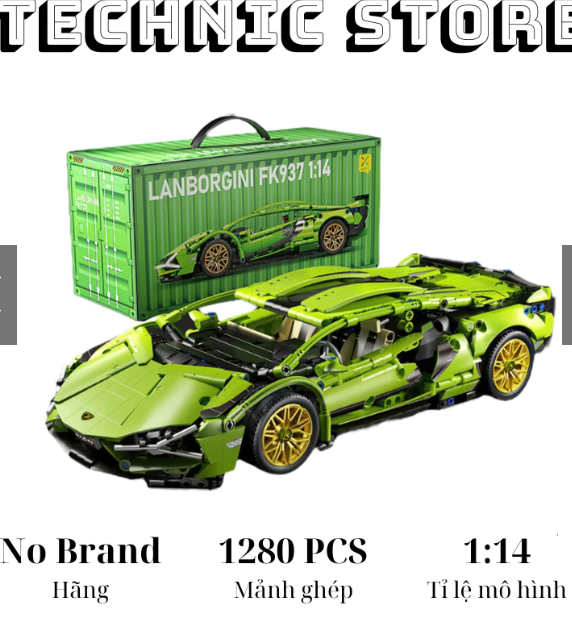 TECHNIC STORE
LANBORGINI FK937 1:14
No Brand 1280 PCS 1:14
Hãng Mảnh ghép Tỉ lệ mô hình